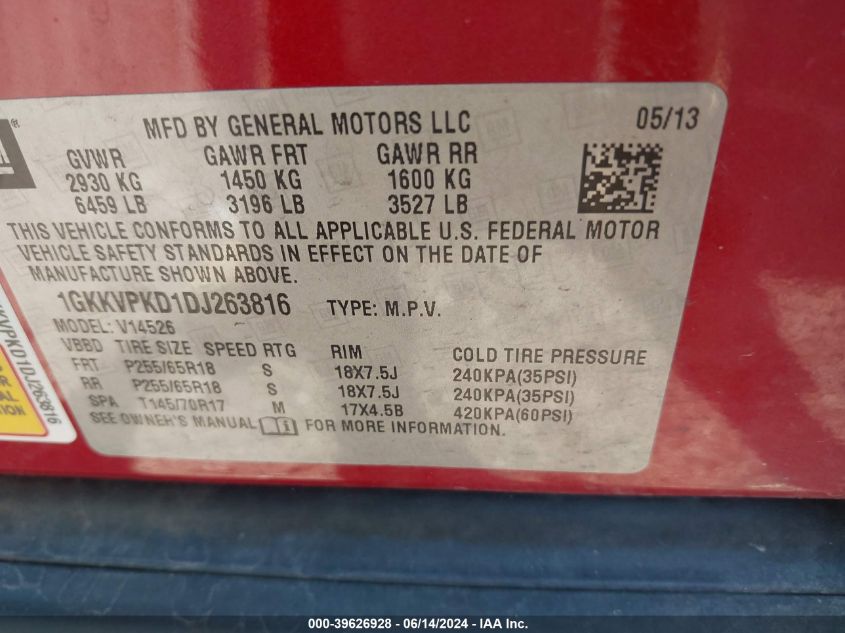 MFD BY GENERAL MOTORS LLC 05/13
GVWR GAWR FRT GAWR RR
2930 KG 1450 KG 1600 KG
6459 LB 3196 LB 3527 LB
THIS VEHICLE CONFORMS TO ALL APPLICABLE U.S. FEDERAL MOTOR
VEHICLE SAFETY STANDARDS IN EFFECT ON THE DATE OF
MANUFACTURE SHOWN ABOVE.
1GKKVPKD1DJ263816 TYPE: M.P.V.
MODEL: V14526
VBBD TIRE SIZE SPEED RTG RIM COLD TIRE PRESSURE
FRT P255/65R18 S 18X7.5J 240KPA(35PSI)
RR P255/65R18 S 18X7.5J 240KPA(35PSI)
SPA T145/70R17 M 17X4.5B 420KPA(60PSI)
SEE OWNER'S MANUAL FOR MORE INFORMATION.
KVPKD1DJ263816
000-39626928 - 06/14/2024 - IAA Inc.